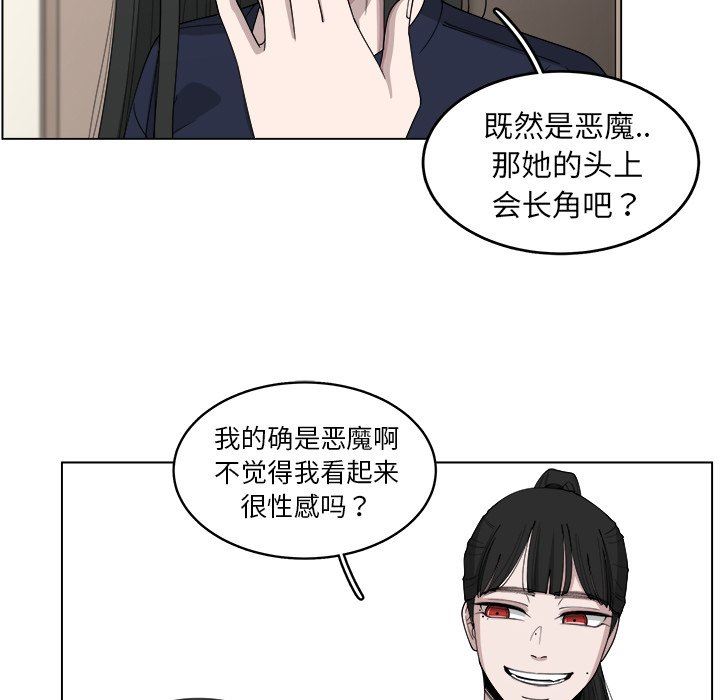 既然是恶魔..
那她的头上
会长角吧？
我的确是恶魔啊
不觉得我看起来
很性感吗？